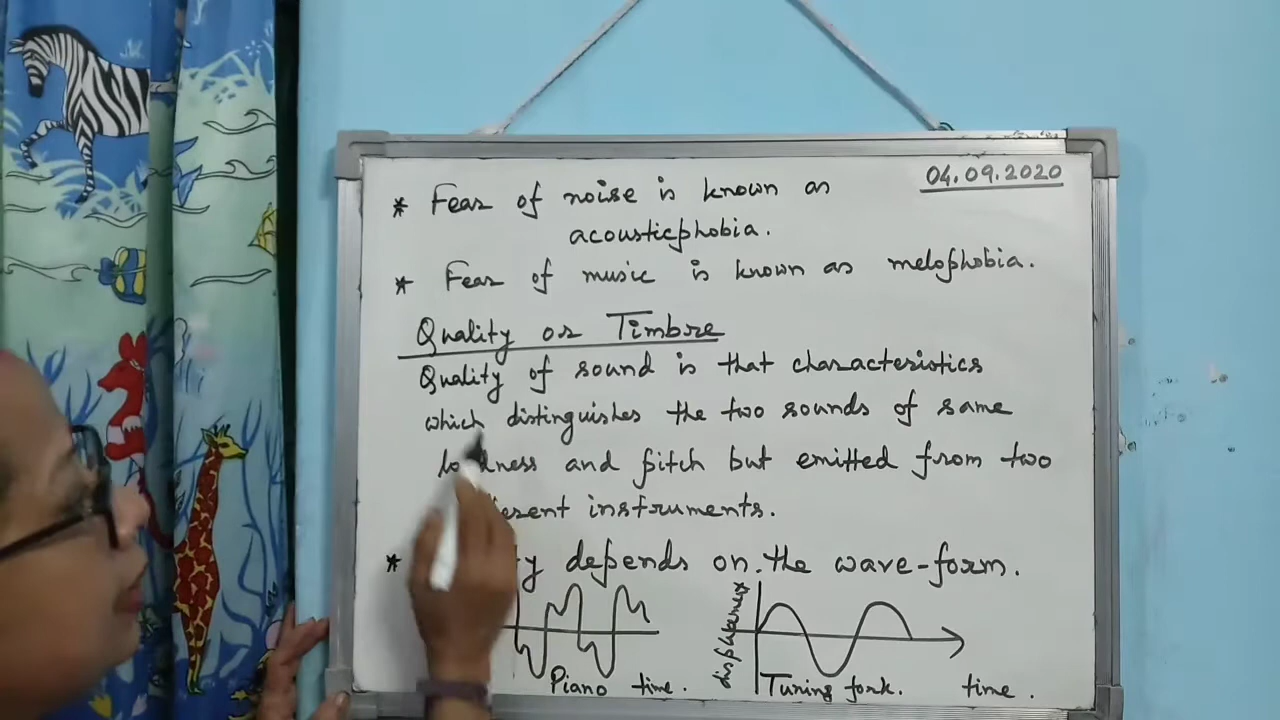 04.09.2020
* Fear of noise is known as
acousticphobia.
* Fear of music is known as melophobia.
Quality or Timbre
Quality of sound is that characteristics
which distinguishes the two sounds of same
and pitch but emitted from two
instruments.
* depends on the wave-form.
displacement
Piano time.
Tuning fork. time.